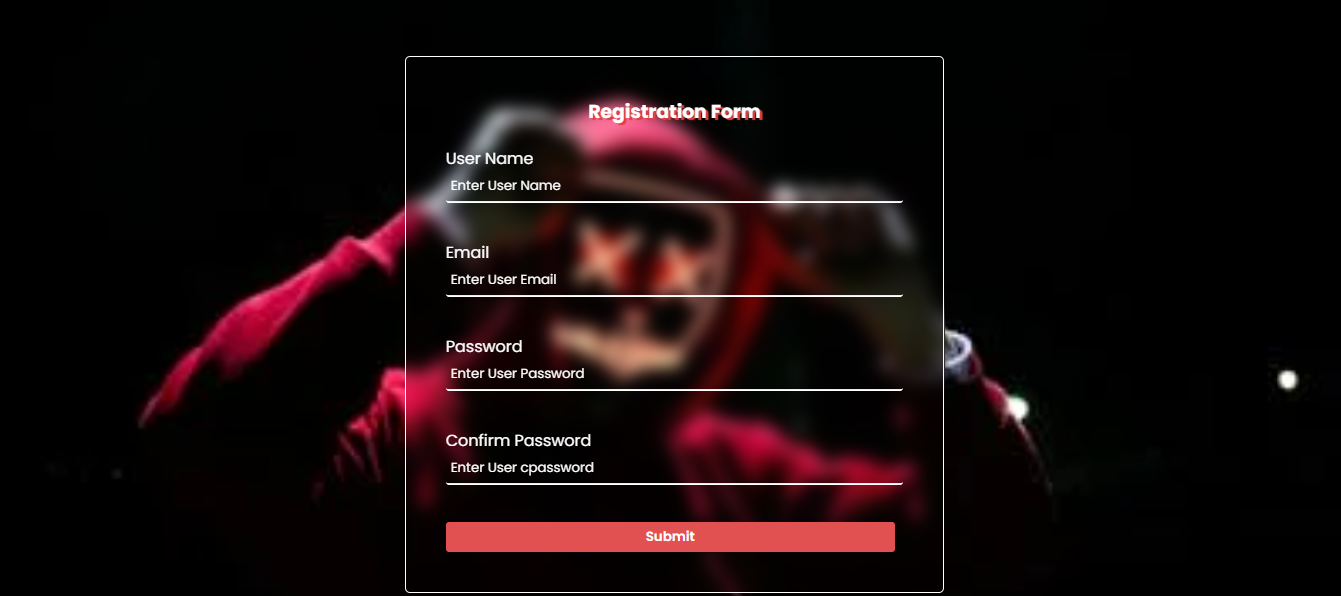 Registration Form
User Name
Enter User Name
Email
Enter User Email
Password
Enter User Password
Confirm Password
Enter User cpassword
Submit